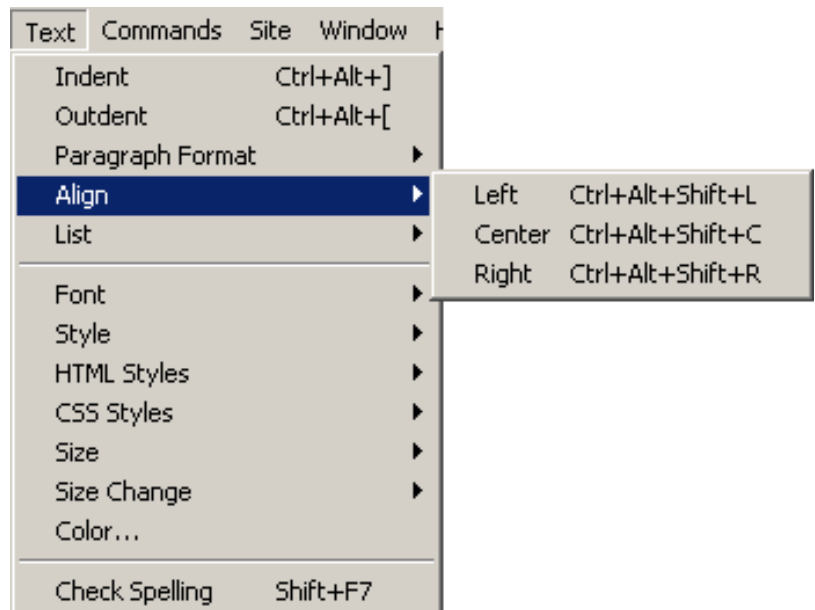 Text Commands Site Window
Indent Ctrl+Alt+]
Outdent Ctrl+Alt+[
Paragraph Format
Align
List
Left Ctrl+Alt+Shift+L
Center Ctrl+Alt+Shift+C
Right Ctrl+Alt+Shift+R
Font
Style
HTML Styles
CSS Styles
Size
Size Change
Color...
Check Spelling Shift+F7